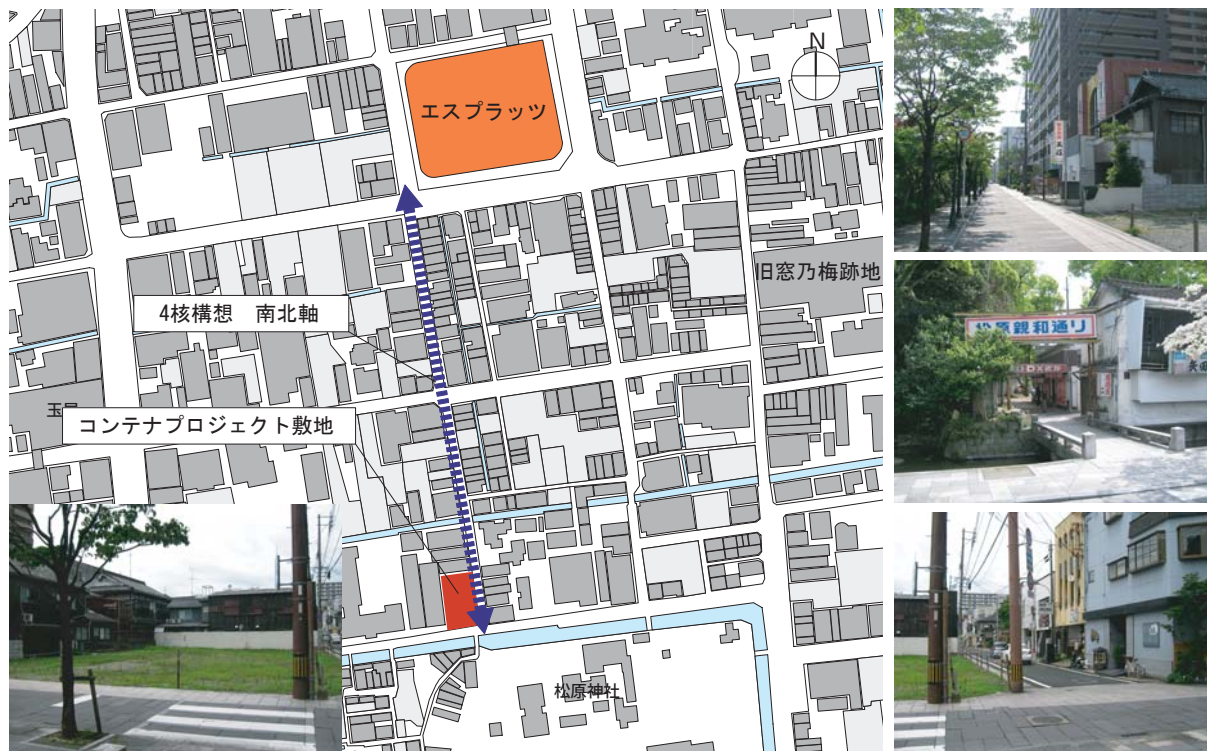 エスプラッツ
N
旧窓乃梅跡地
4核構想 南北軸
コンテナプロジェクト敷地
松原神社
松原親和通り